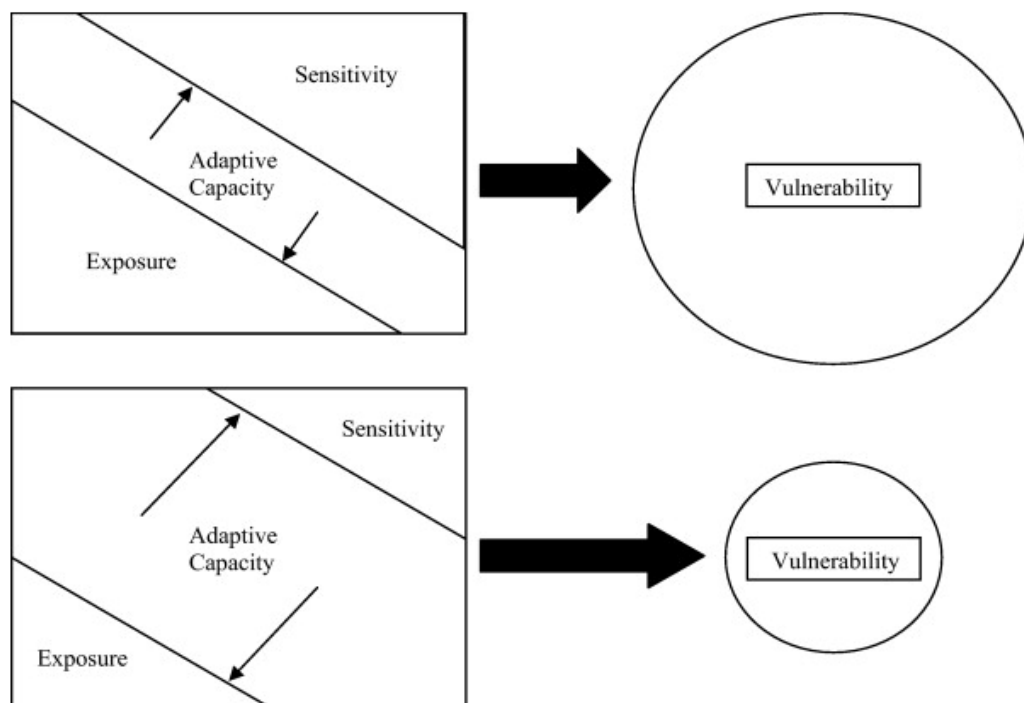 Sensitivity
Adaptive
Capacity
Exposure
Vulnerability
Sensitivity
Adaptive
Capacity
Exposure
Vulnerability